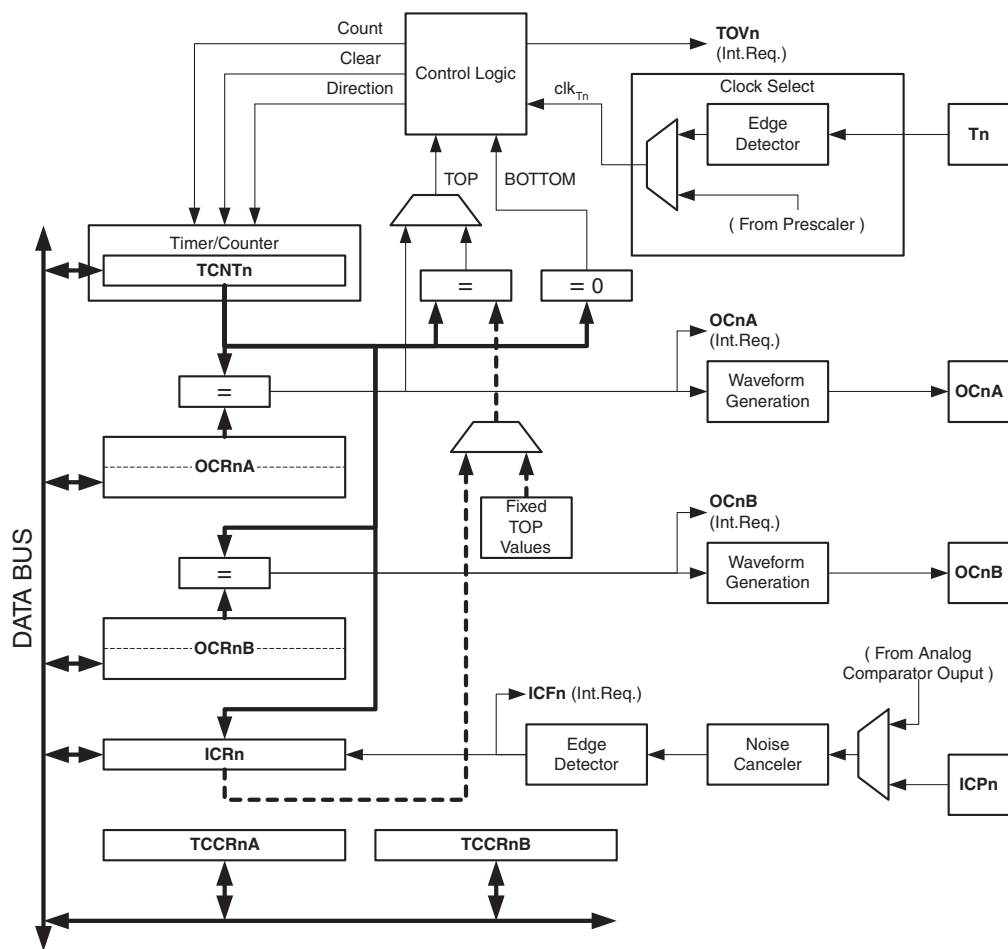 Count
Clear
Direction
Control Logic
TOVn
(Int.Req.)
clkTn
Clock Select
Edge
Detector
Tn
( From Prescaler )
TOP
BOTTOM
Timer/Counter
TCNTn
=
= 0
OCnA
(Int.Req.)
=
Waveform
Generation
OCnA
OCRnA
Fixed
TOP
Values
OCnB
(Int.Req.)
=
Waveform
Generation
OCnB
OCRnB
DATA BUS
( From Analog
Comparator Ouput )
ICFn (Int.Req.)
ICRn
Edge
Detector
Noise
Canceler
ICPn
TCCRnA
TCCRnB